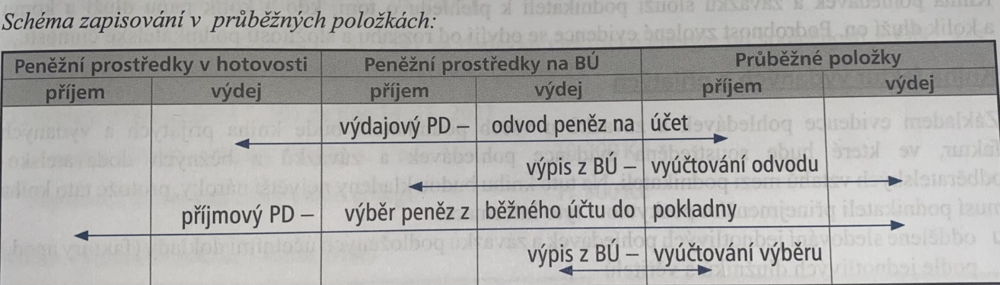 Schéma zapisování v průběžných položkách:
Peněžní prostředky v hotovosti Peněžní prostředky na BÚ Průběžné položky
příjem výdej příjem výdej příjem výdej
výdajový PD – odvod peněz na účet
výpis z BÚ – vyúčtování odvodu
příjmový PD – výběr peněz z běžného účtu do pokladny
výpis z BÚ – vyúčtování výběru